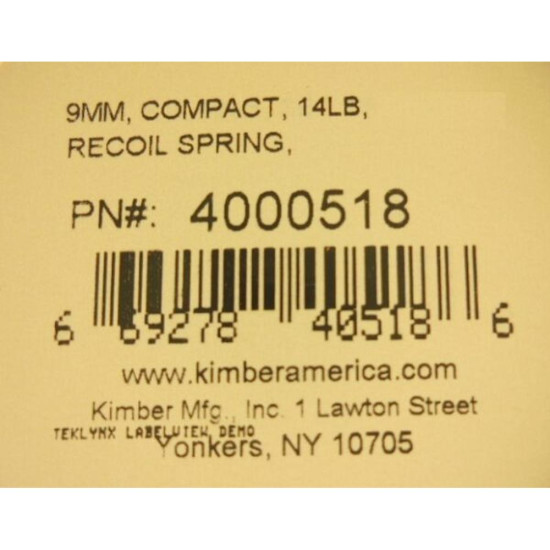 9MM, COMPACT, 14LB,
RECOIL SPRING,
PN#: 4000518
6 69278 40518 6
www.kimberamerica.com
Kimber Mfg., Inc. 1 Lawton Street
TEKLYNX LABELVIEW DEMO
Yonkers, NY 10705